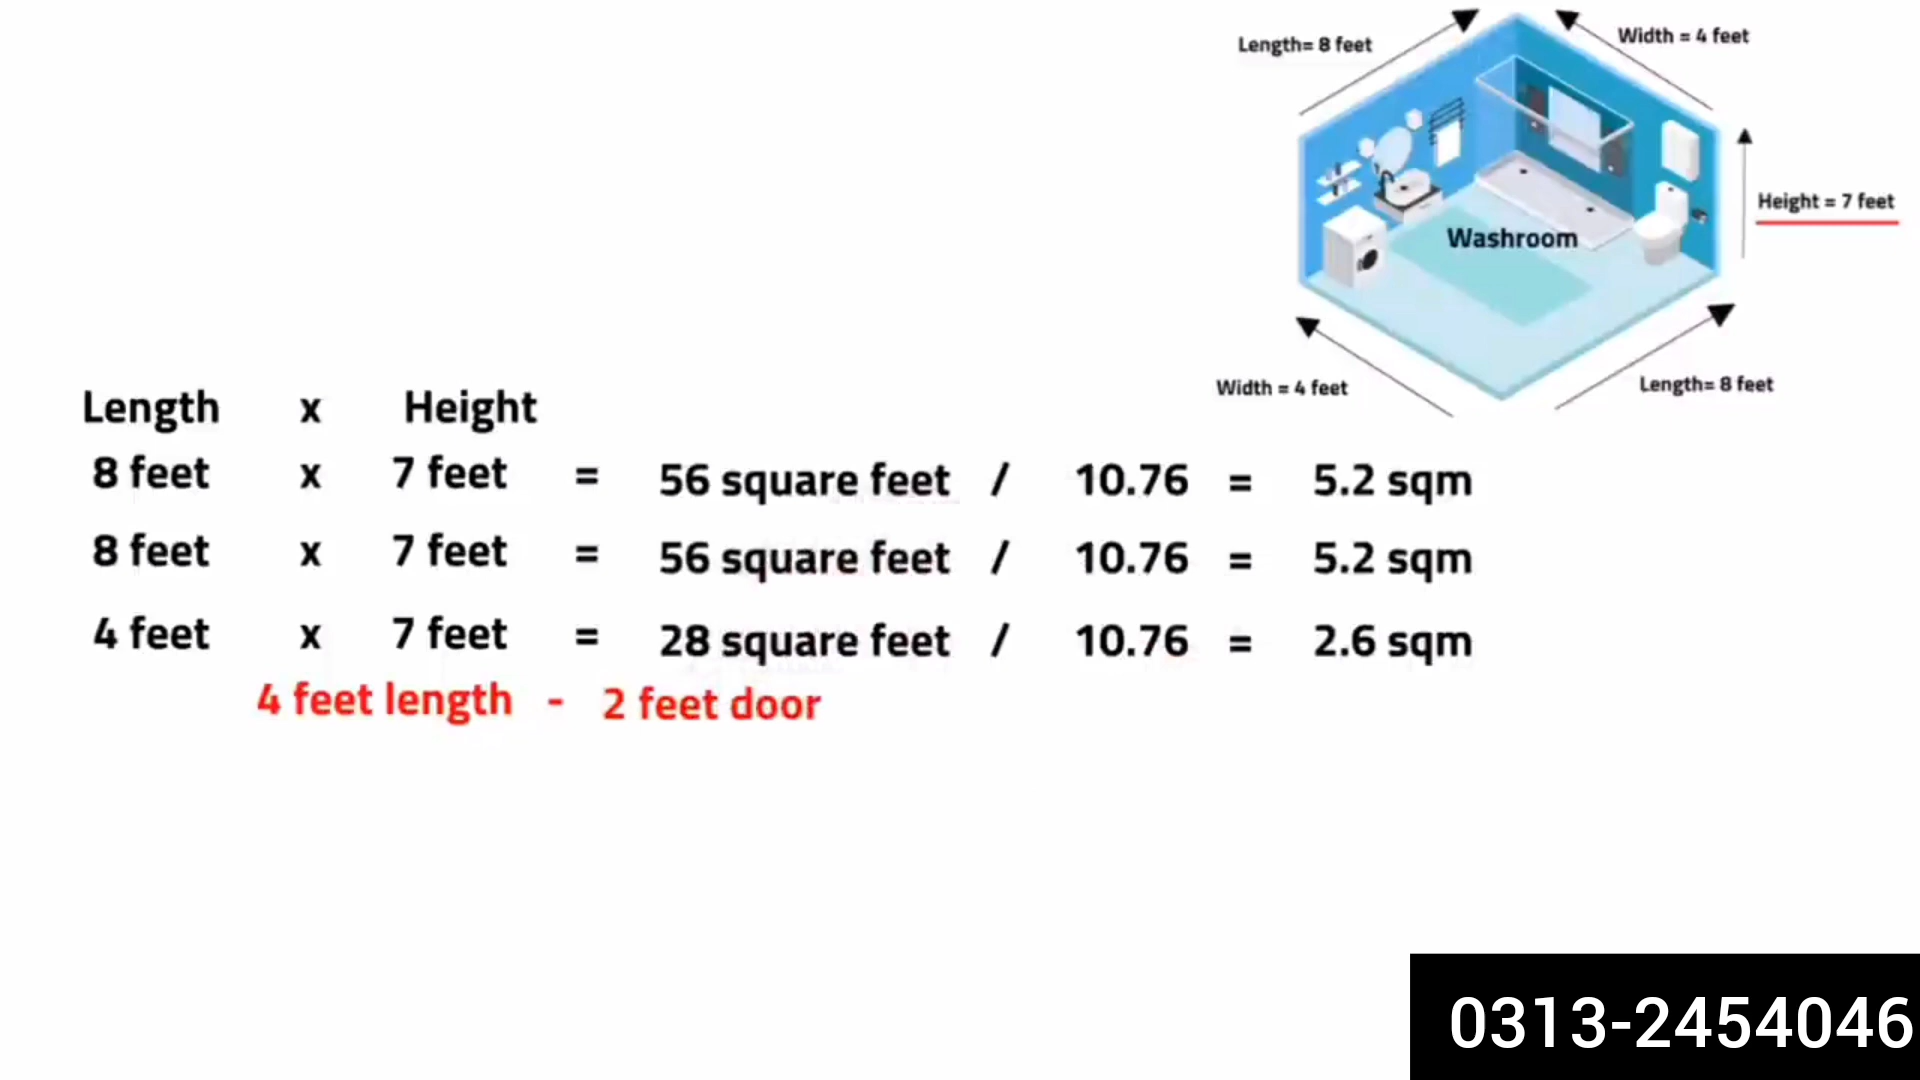 Length= 8 feet
Width = 4 feet
Height = 7 feet
Washroom
Width = 4 feet
Length= 8 feet
Length x Height
8 feet x 7 feet = 56 square feet / 10.76 = 5.2 sqm
8 feet x 7 feet = 56 square feet / 10.76 = 5.2 sqm
4 feet x 7 feet = 28 square feet / 10.76 = 2.6 sqm
4 feet length - 2 feet door
0313-2454046